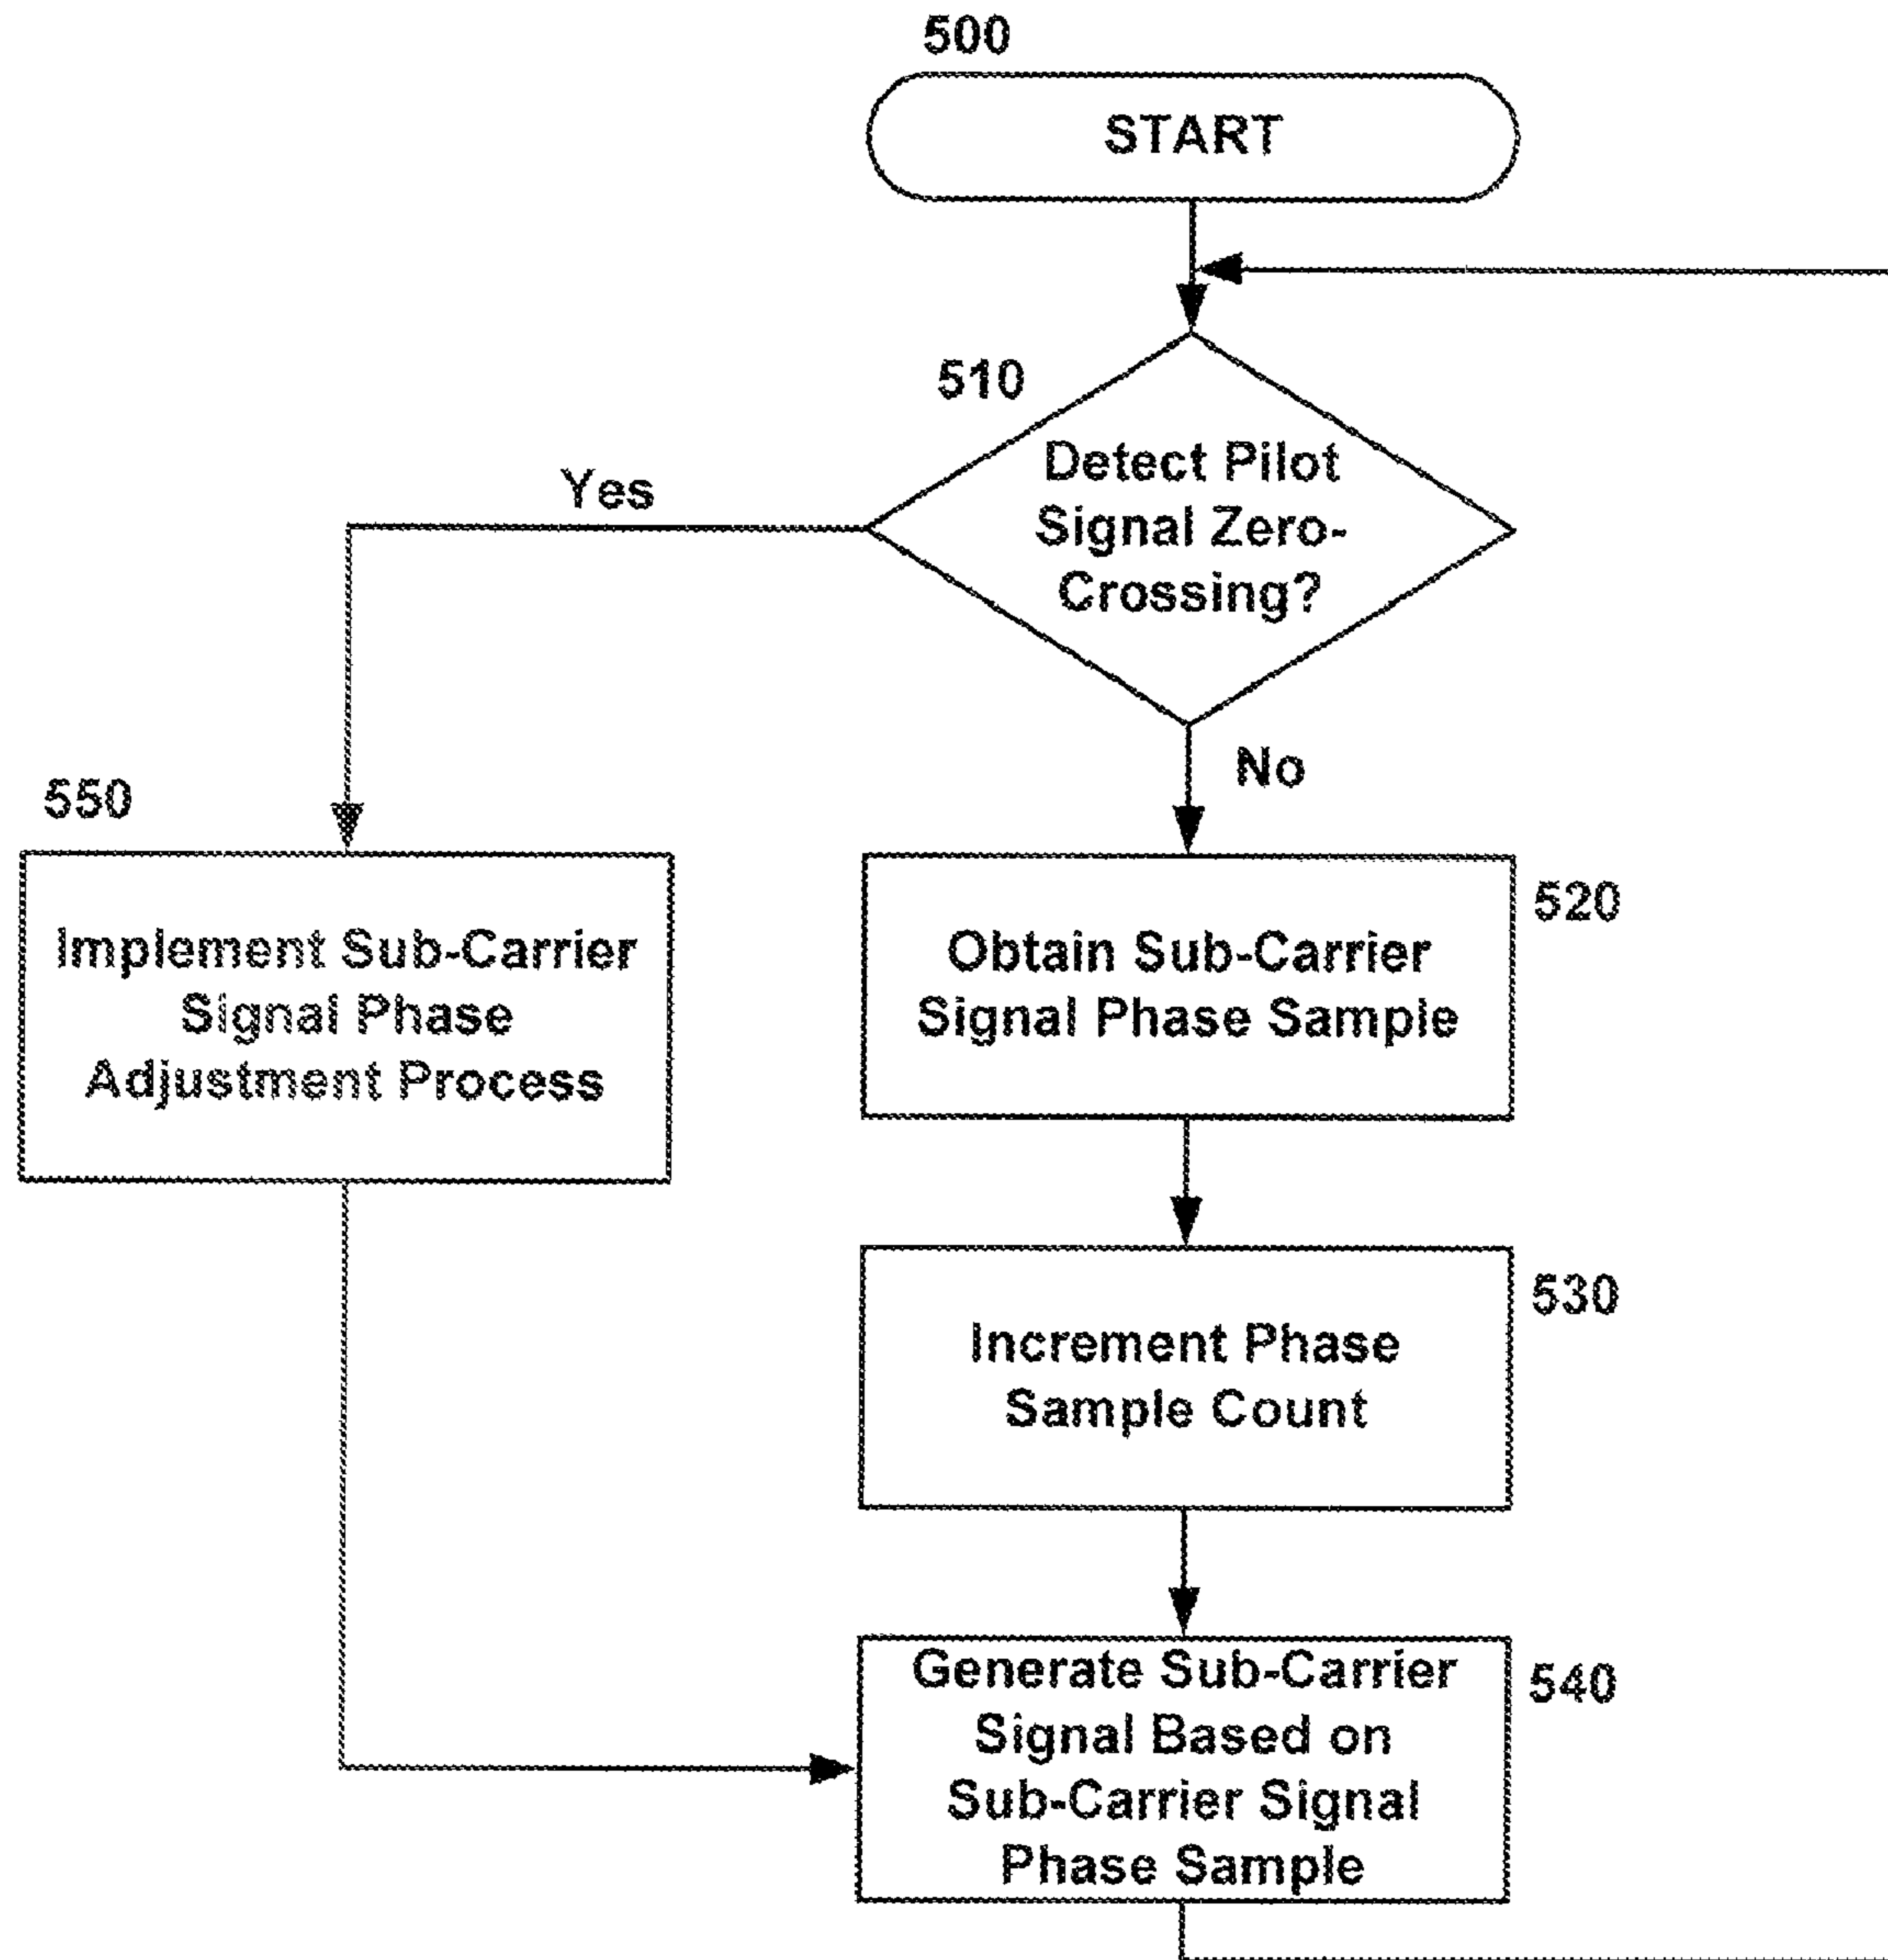 500
START
510
Detect Pilot
Signal Zero-
Crossing?
Yes
No
550
Implement Sub-Carrier
Signal Phase
Adjustment Process
520
Obtain Sub-Carrier
Signal Phase Sample
530
Increment Phase
Sample Count
540
Generate Sub-Carrier
Signal Based on
Sub-Carrier Signal
Phase Sample